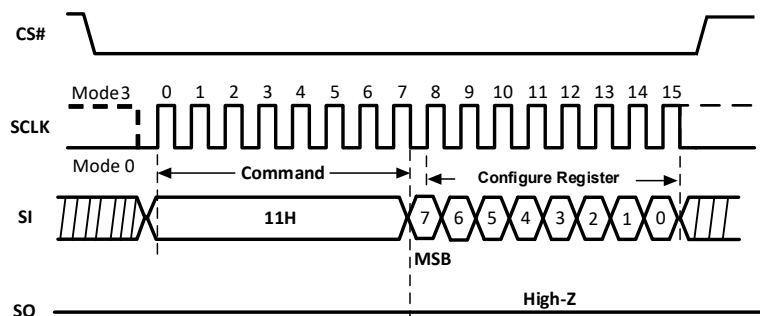 CS#
Mode 3 0 1 2 3 4 5 6 7 8 9 10 11 12 13 14 15
SCLK
Mode 0
Command
Configure Register
SI 11H 7 6 5 4 3 2 1 0
MSB
High-Z
SO